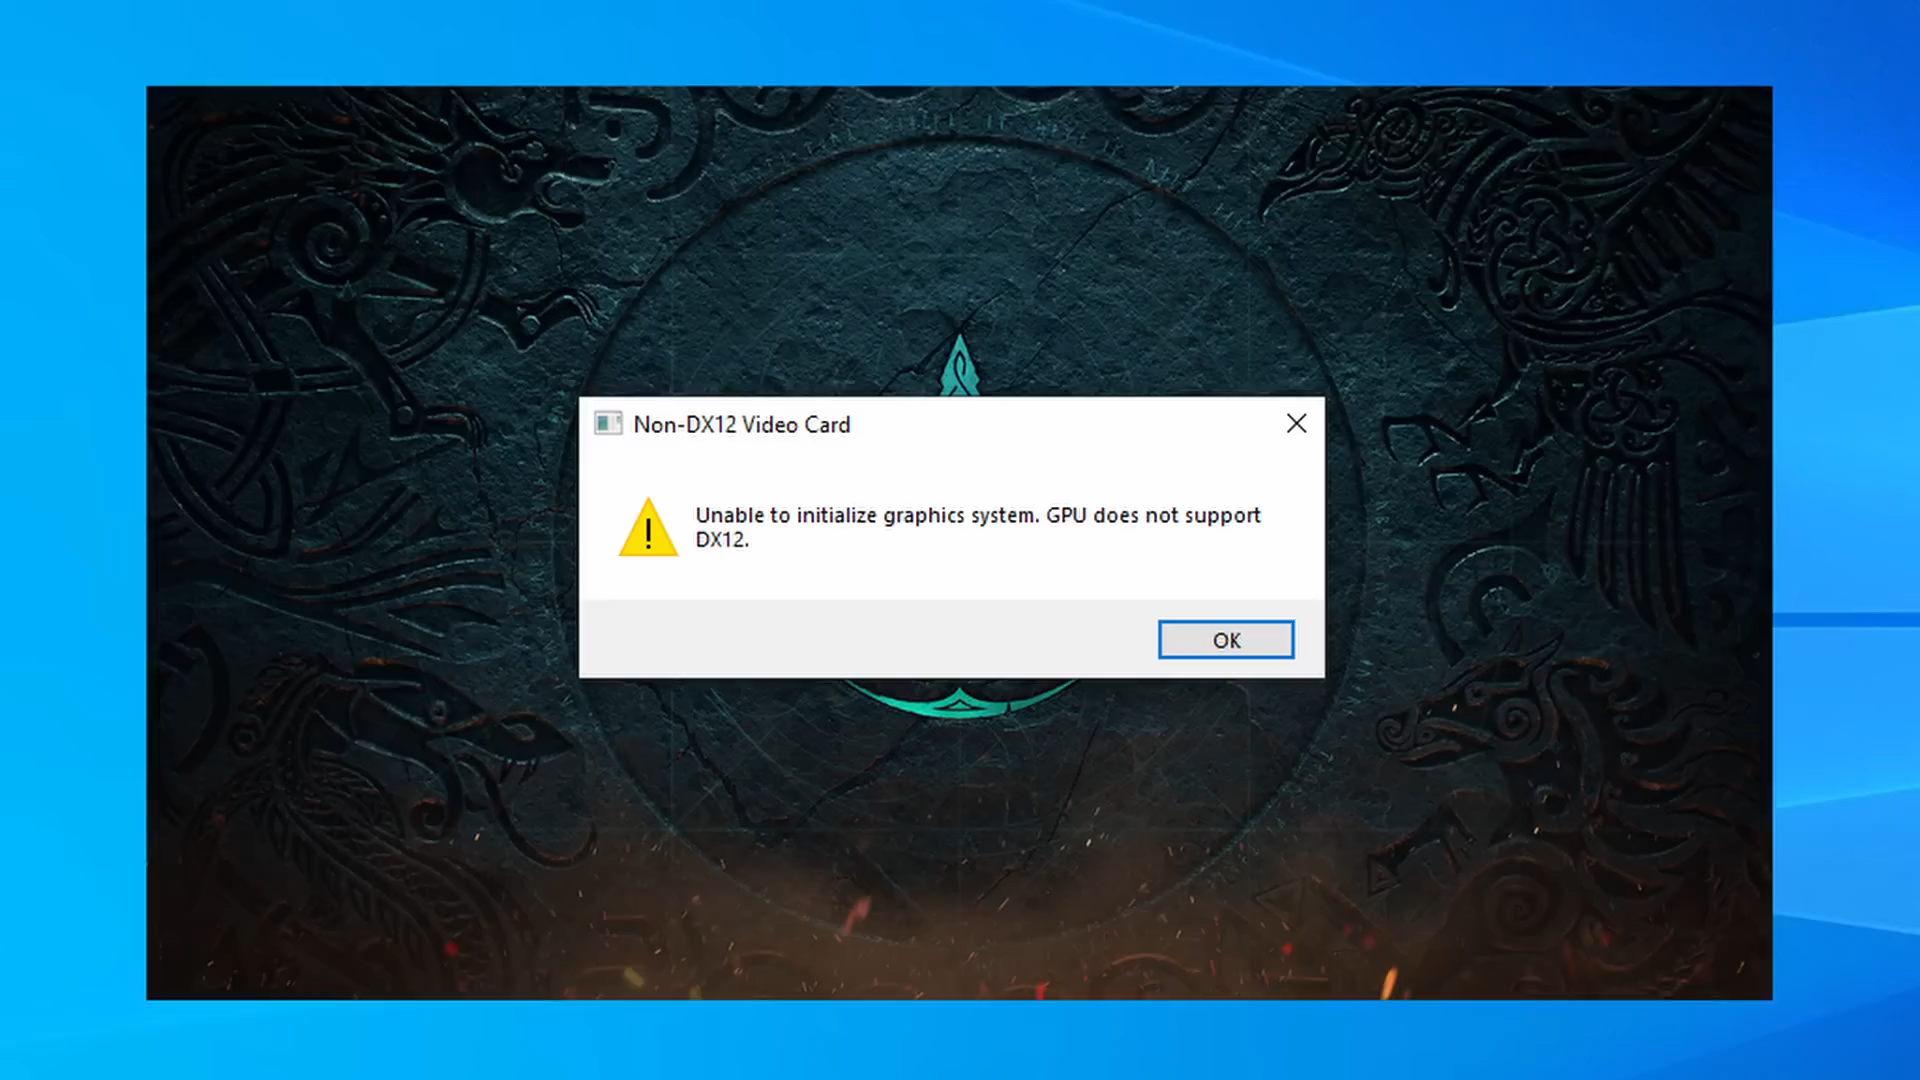 Non-DX12 Video Card
Unable to initialize graphics system. GPU does not support
DX12.
OK